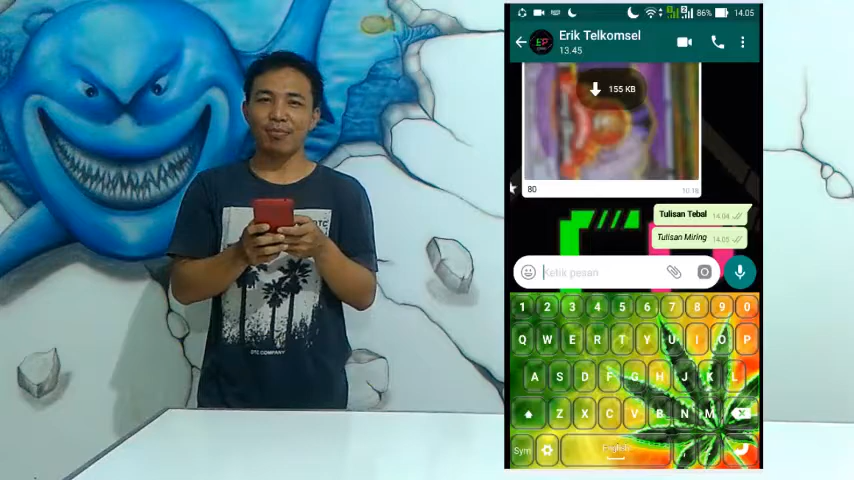 86% 14.05
Erik Telkomsel
13.45
155 KB
80
10.18
Tulisan Tebal 14.04
Tulisan Miring 14.05
Ketik pesan
1 2 3 4 5 6 7 8 9 0
Q W E R T Y U I O P
A S D F G H J K L
Z X C V B N M
Sym English
DTC COMPANY